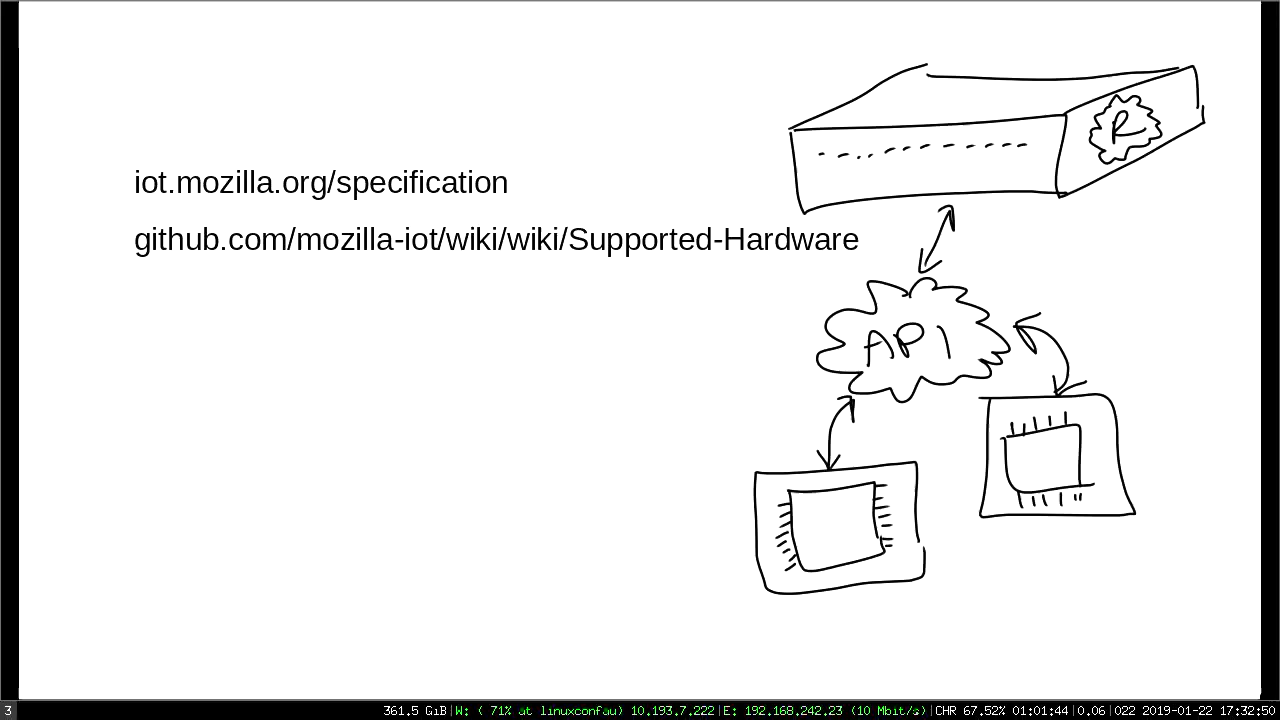 iot.mozilla.org/specification
github.com/mozilla-iot/wiki/wiki/Supported-Hardware
R
API
3
361.5 GiB|W: ( 71% at linuxconfau) 10.193.7.222|E: 192.168.242.23 (10 Mbit/s)|CHR 67.52% 01:01:44|0.06|022 2019-01-22 17:32:50